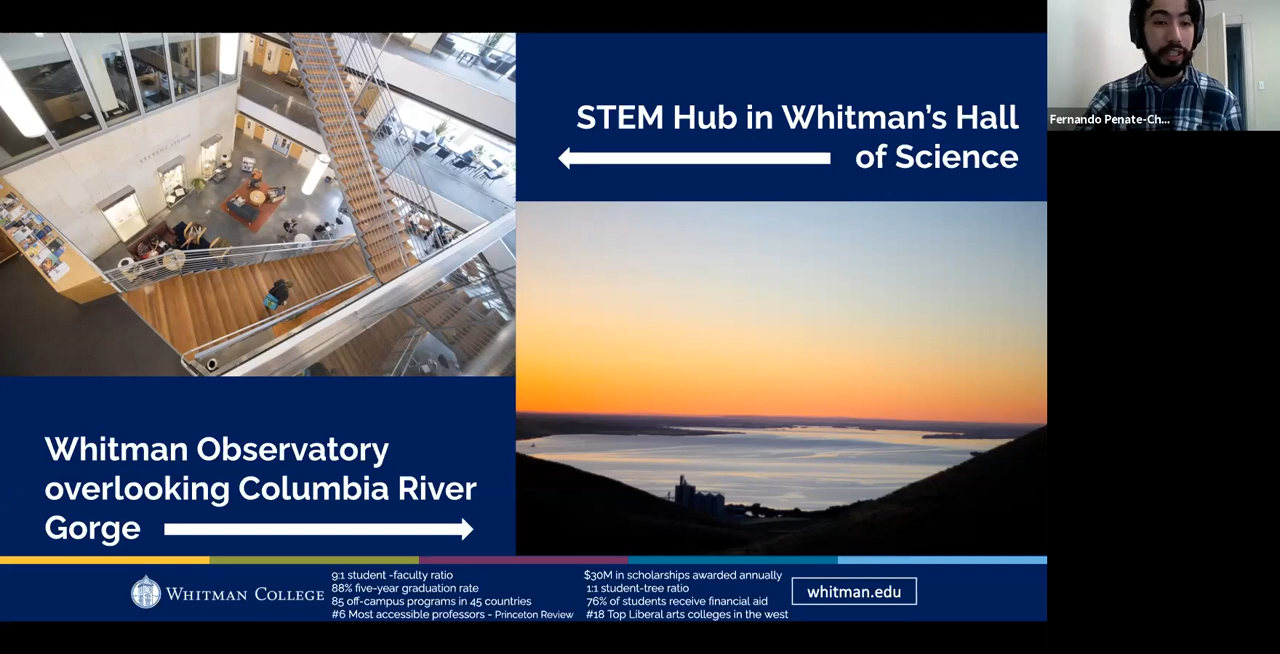 STEM Hub in Whitman's Hall
of Science
Fernando Penate-Ch...
Whitman Observatory
overlooking Columbia River
Gorge
WHITMAN COLLEGE
9:1 student -faculty ratio
88% five-year graduation rate
85 off-campus programs in 45 countries
#6 Most accessible professors - Princeton Review
$30M in scholarships awarded annually
1:1 student-tree ratio
76% of students receive financial aid
#18 Top Liberal arts colleges in the west
whitman.edu